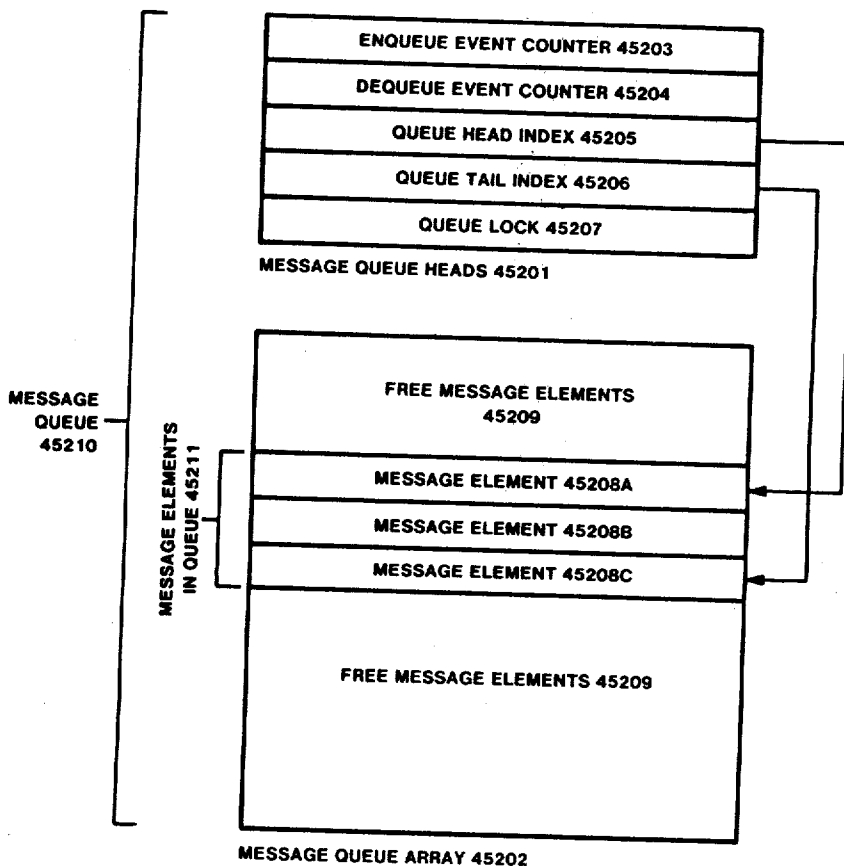 ENQUEUE EVENT COUNTER 45203
DEQUEUE EVENT COUNTER 45204
QUEUE HEAD INDEX 45205
QUEUE TAIL INDEX 45206
QUEUE LOCK 45207
MESSAGE QUEUE HEADS 45201
MESSAGE
QUEUE
45210
MESSAGE ELEMENTS
IN QUEUE 45211
FREE MESSAGE ELEMENTS
45209
MESSAGE ELEMENT 45208A
MESSAGE ELEMENT 45208B
MESSAGE ELEMENT 45208C
FREE MESSAGE ELEMENTS 45209
MESSAGE QUEUE ARRAY 45202